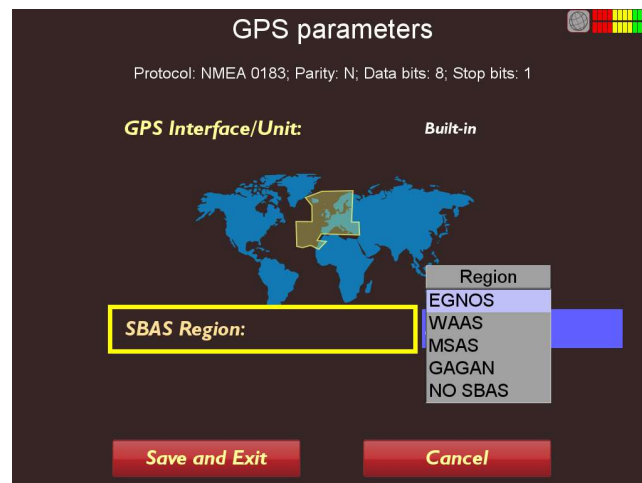 GPS parameters
Protocol: NMEA 0183; Parity: N; Data bits: 8; Stop bits: 1
GPS Interface/Unit: Built-in
Region
EGNOS
SBAS Region: WAAS
MSAS
GAGAN
NO SBAS
Save and Exit Cancel